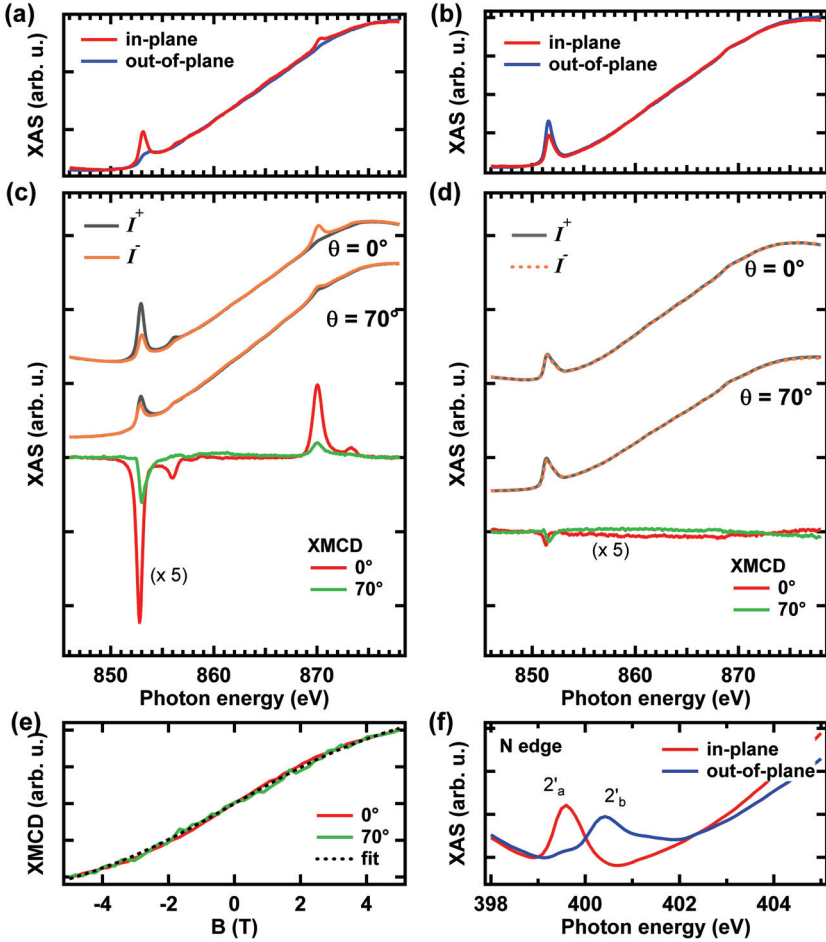 (a)
in-plane
out-of-plane
XAS (arb. u.)
(b)
in-plane
out-of-plane
XAS (arb. u.)
(c)
I⁺
I⁻
θ = 0°
θ = 70°
XAS (arb. u.)
(x 5)
XMCD
0°
70°
850 860 870
Photon energy (eV)
(d)
I⁺
I⁻
θ = 0°
θ = 70°
XAS (arb. u.)
(x 5)
XMCD
0°
70°
850 860 870
Photon energy (eV)
(e)
XMCD (arb. u.)
0°
70°
fit
-4 -2 0 2 4
B (T)
(f)
N edge
in-plane
out-of-plane
2'a
2'b
XAS (arb. u.)
398 400 402 404
Photon energy (eV)